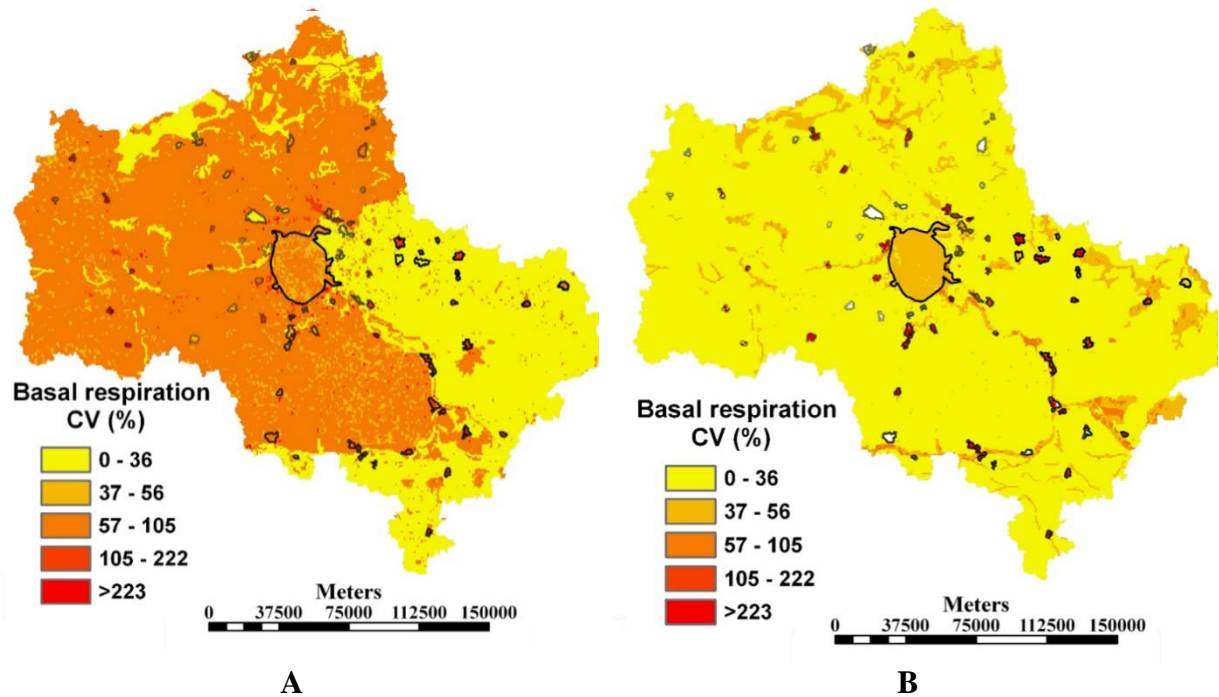 Basal respiration
CV (%)
0 - 36
37 - 56
57 - 105
105 - 222
>223
Meters
0 37500 75000 112500 150000
A
Basal respiration
CV (%)
0 - 36
37 - 56
57 - 105
105 - 222
>223
Meters
0 37500 75000 112500 150000
B